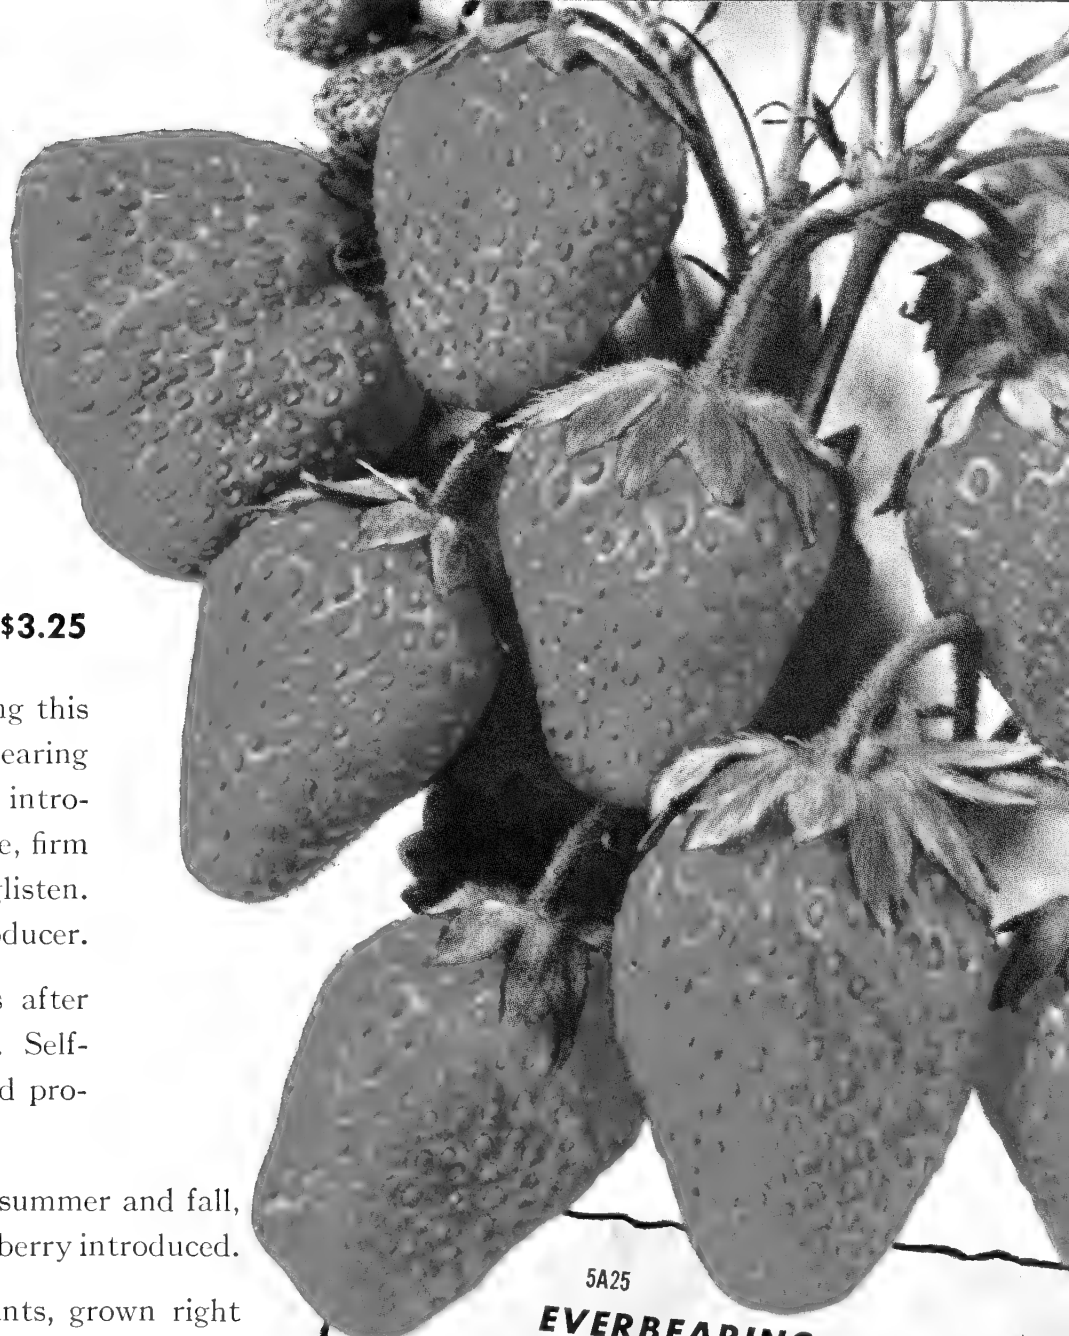 $3.25
ng this
earing
intro-
e, firm
glisten.
ducer.
s after
. Self-
d pro-
summer and fall,
berry introduced.
nts, grown right
5A25
EVERBEARING